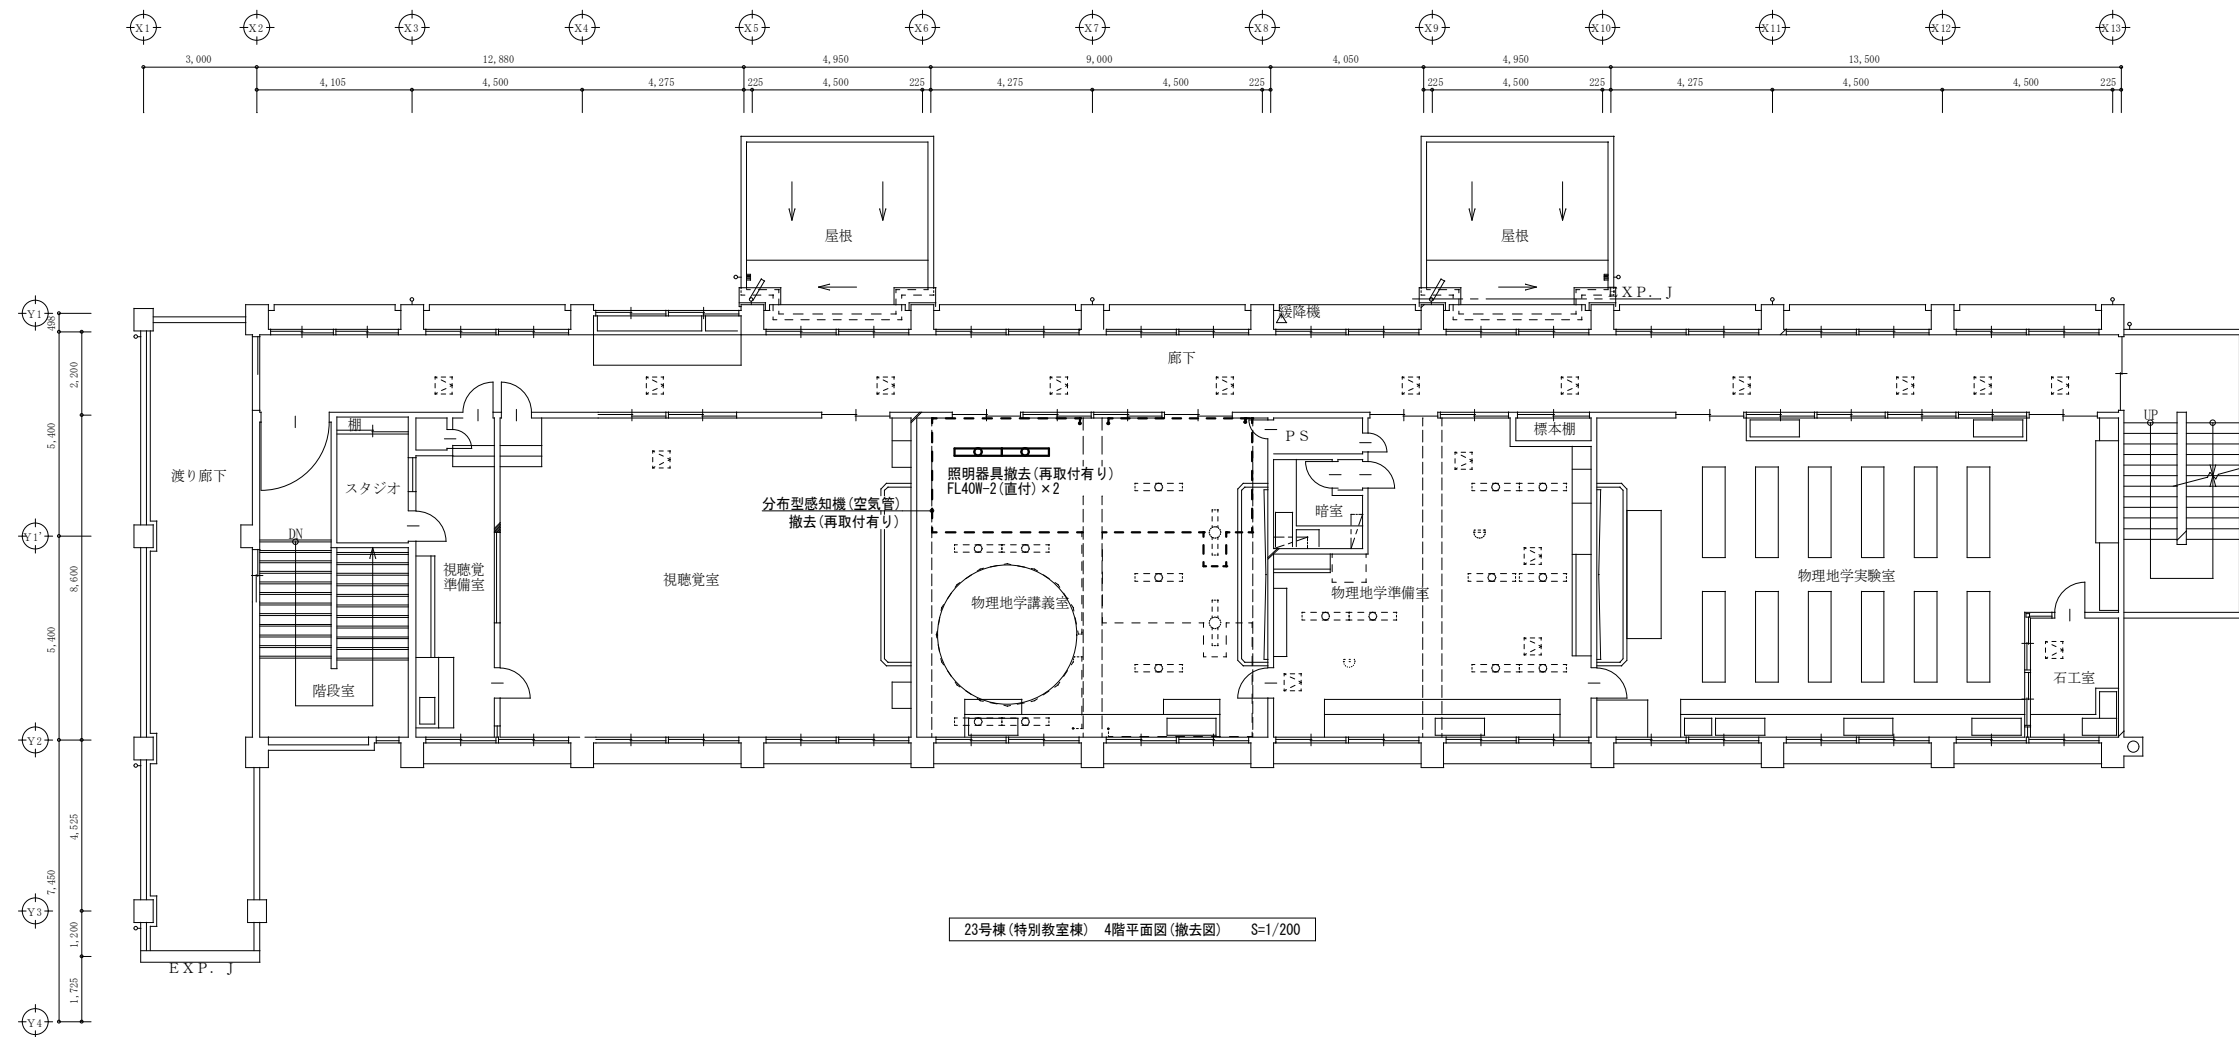 X1 X2 X3 X4 X5 X6 X7 X8 X9 X10 X11 X12 X13
3,000 12,880 4,950 9,000 4,050 4,950 13,500
4,105 4,500 4,275 225 4,500 225 4,275 4,500 225 225 4,500 225 4,275 4,500 4,500 225
屋根 屋根
EXP. J
緩降機
Y1
498
廊下
2,200
棚
PS
標本棚
UP
5,400
渡り廊下
スタジオ
照明器具撤去(再取付有り)
FL40W-2(直付)×2
分布型感知機(空気管)
撤去(再取付有り)
暗室
Y1'
DN
8,600
視聴覚
準備室
視聴覚室
物理地学講義室
物理地学準備室
物理地学実験室
5,400
階段室
石工室
Y2
4,525
7,450
Y3
1,200
EXP. J
1,725
Y4
23号棟(特別教室棟) 4階平面図(撤去図) S=1/200